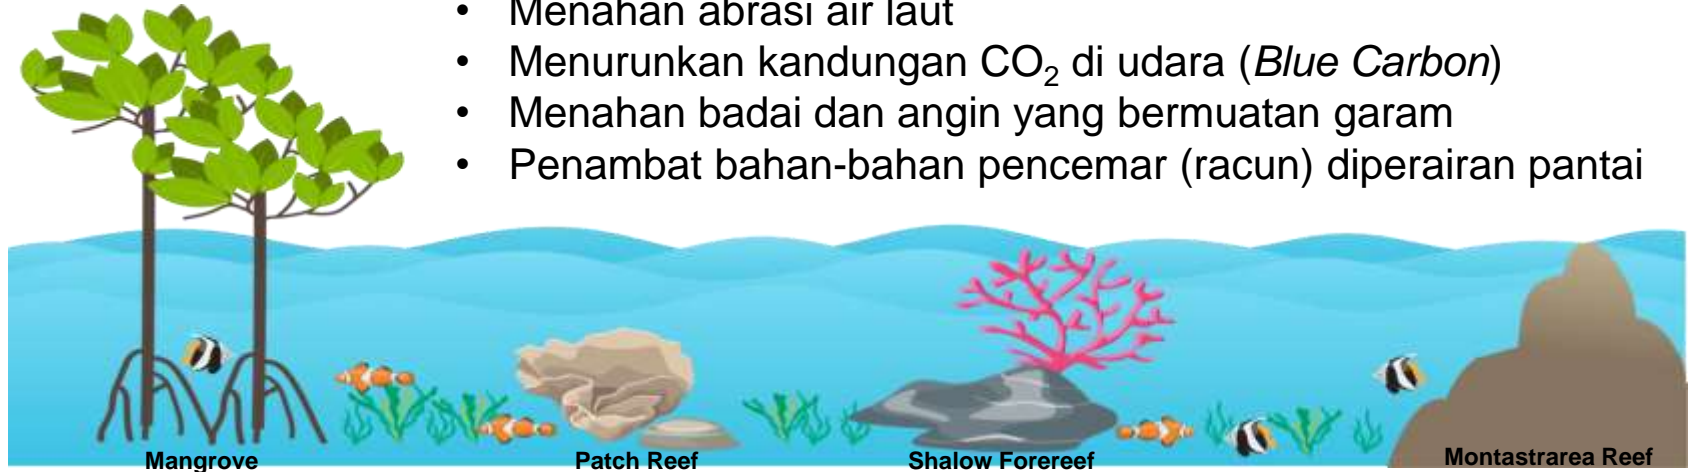 • Menahan abrasi air laut
• Menurunkan kandungan CO₂ di udara (Blue Carbon)
• Menahan badai dan angin yang bermuatan garam
• Penambat bahan-bahan pencemar (racun) diperairan pantai
Mangrove Patch Reef Shalow Forereef Montastrarea Reef